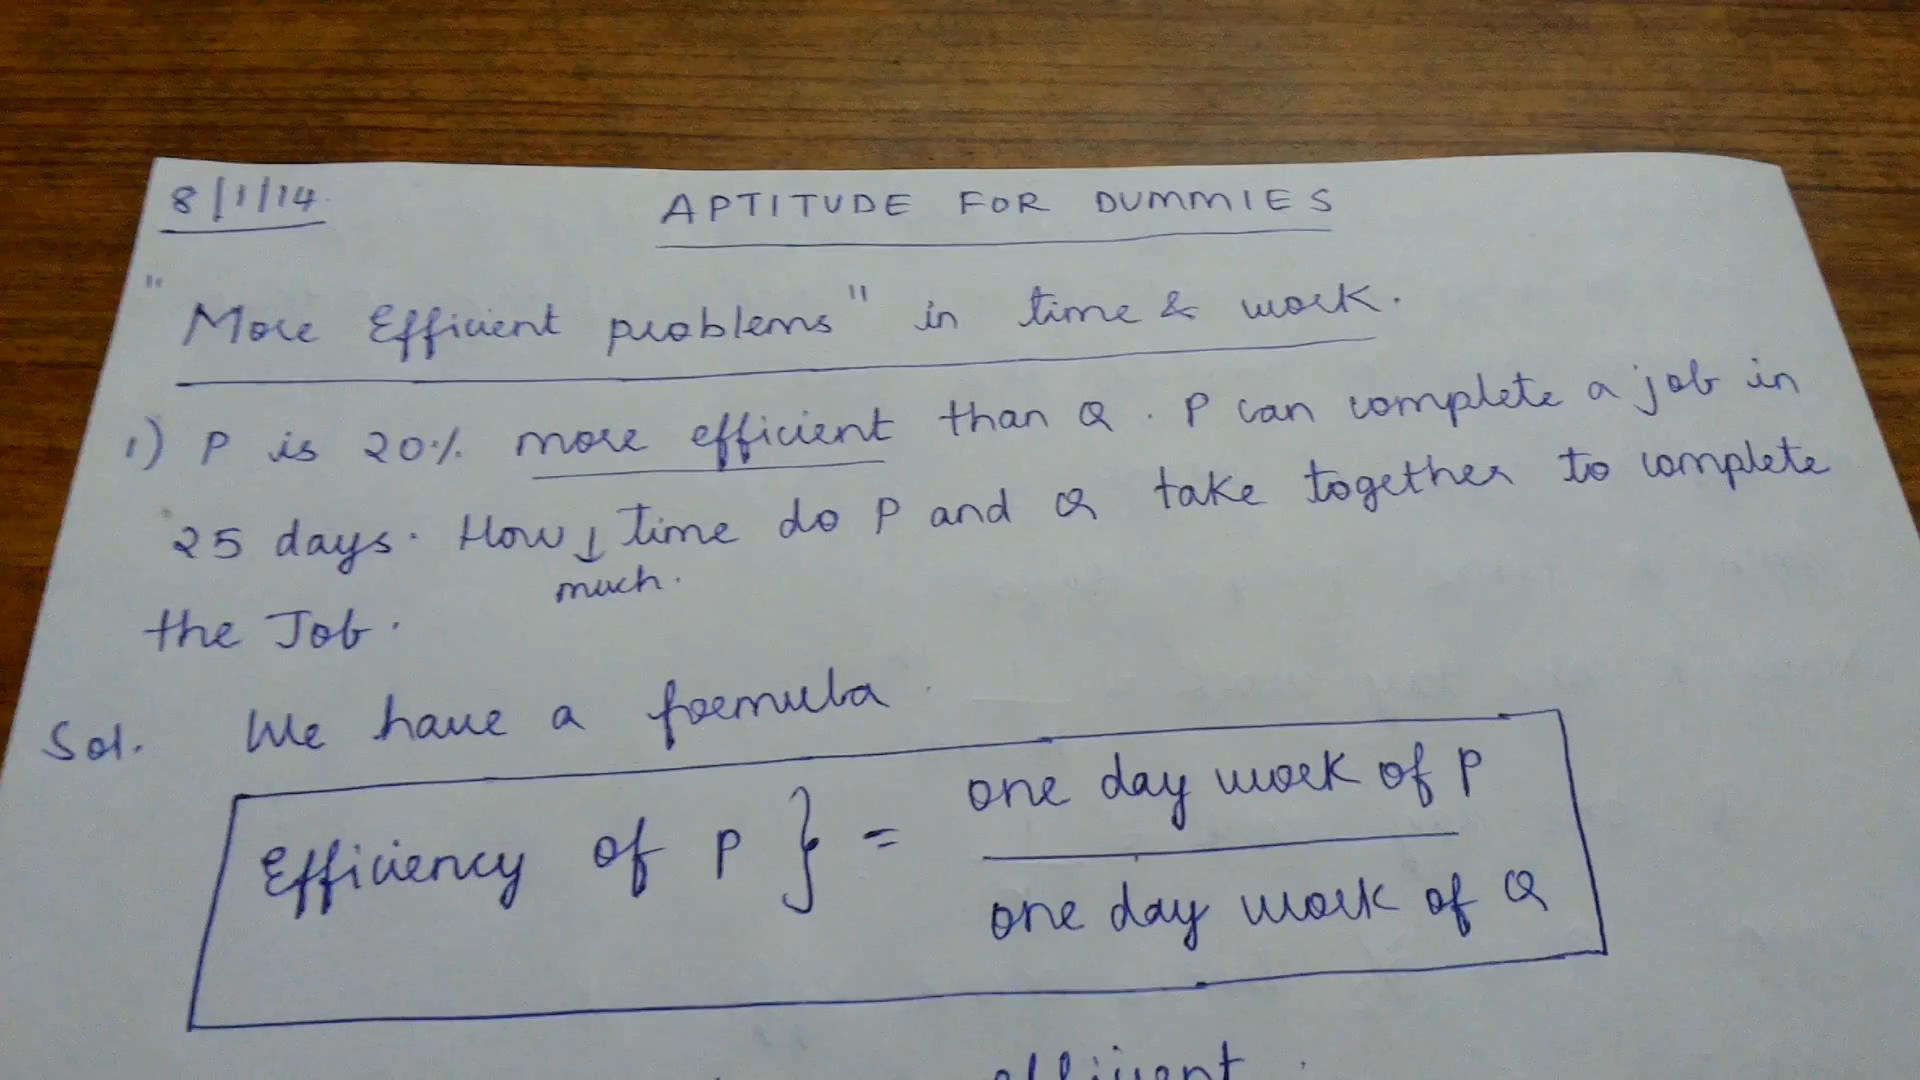 8/1/14.
APTITUDE FOR DUMMIES
"More Efficient problems" in time & work.
1) P is 20% more efficient than Q. P can complete a job in
25 days. How time do P and Q take together to complete
much.
the Job.
Sol. We have a formula
Efficiency of P } = one day work of P
one day work of Q
efficient